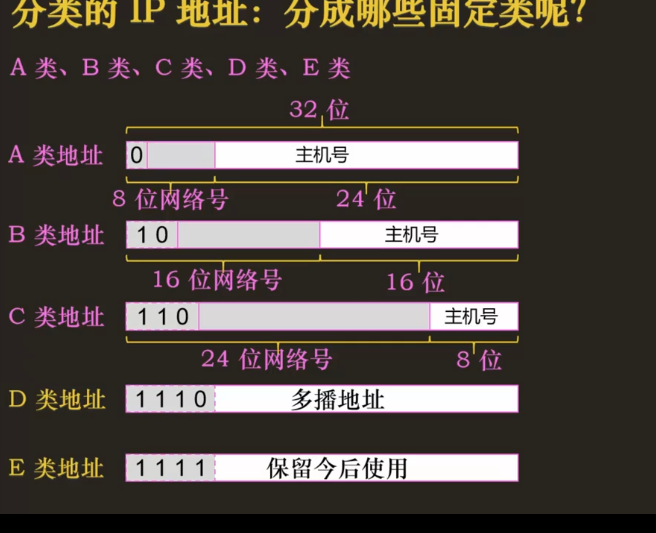 分类的 IP 地址：分成哪些固定类呢？
A 类、B 类、C 类、D 类、E 类
32 位
A 类地址 0 主机号
8 位网络号 24 位
B 类地址 1 0 主机号
16 位网络号 16 位
C 类地址 1 1 0 主机号
24 位网络号 8 位
D 类地址 1 1 1 0 多播地址
E 类地址 1 1 1 1 保留今后使用